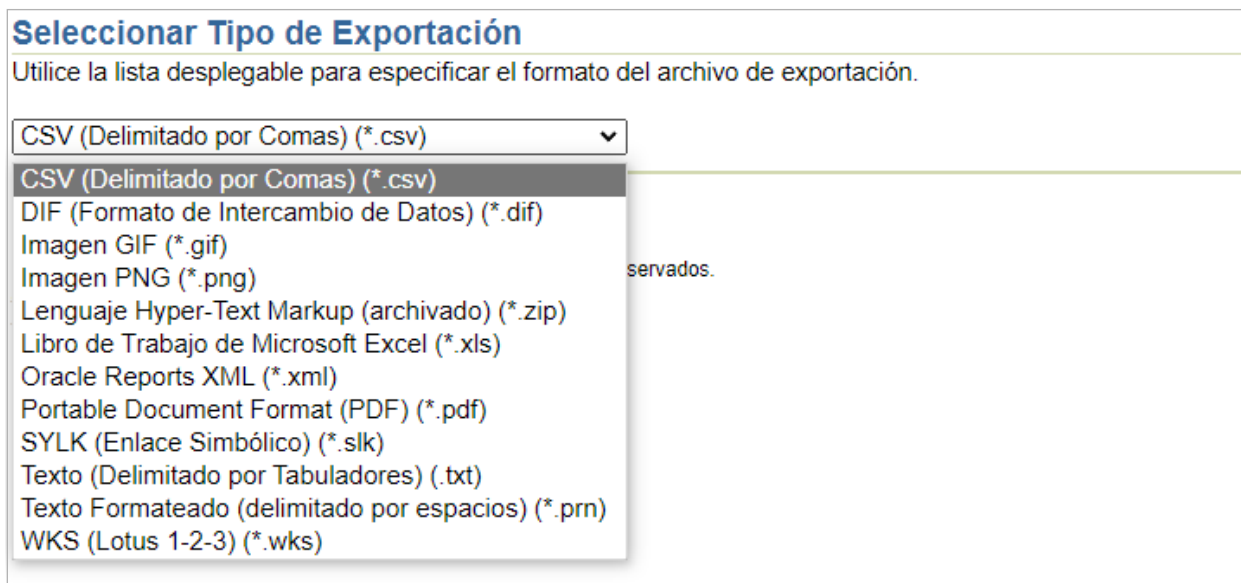 Seleccionar Tipo de Exportación
Utilice la lista desplegable para especificar el formato del archivo de exportación.
CSV (Delimitado por Comas) (*.csv)
CSV (Delimitado por Comas) (*.csv)
DIF (Formato de Intercambio de Datos) (*.dif)
Imagen GIF (*.gif)
Imagen PNG (*.png)
servados.
Lenguaje Hyper-Text Markup (archivado) (*.zip)
Libro de Trabajo de Microsoft Excel (*.xls)
Oracle Reports XML (*.xml)
Portable Document Format (PDF) (*.pdf)
SYLK (Enlace Simbólico) (*.slk)
Texto (Delimitado por Tabuladores) (.txt)
Texto Formateado (delimitado por espacios) (*.prn)
WKS (Lotus 1-2-3) (*.wks)